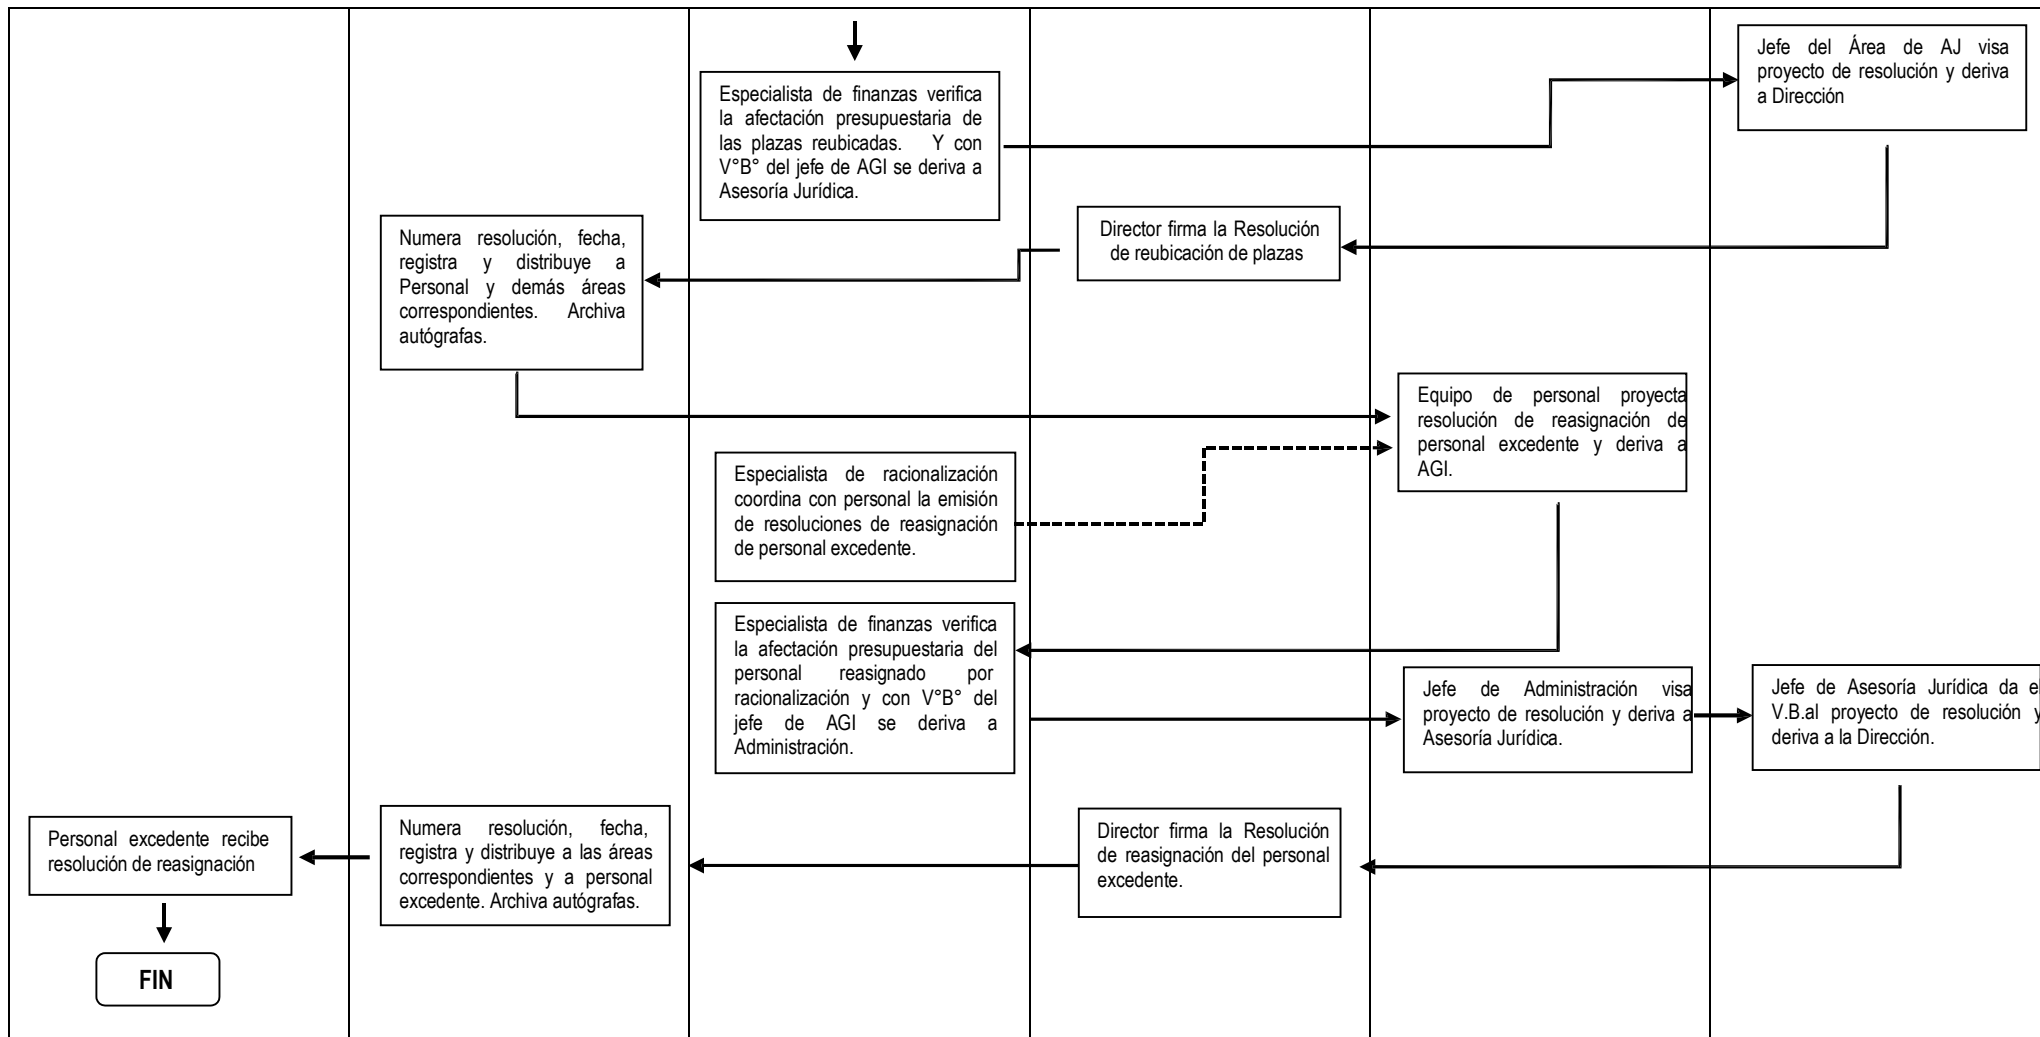 Jefe del Área de AJ visa
proyecto de resolución y deriva
a Dirección
Especialista de finanzas verifica
la afectación presupuestaria de
las plazas reubicadas. Y con
V°B° del jefe de AGI se deriva a
Asesoría Jurídica.
Director firma la Resolución
de reubicación de plazas
Numera resolución, fecha,
registra y distribuye a
Personal y demás áreas
correspondientes. Archiva
autógrafas.
Equipo de personal proyecta
resolución de reasignación de
personal excedente y deriva a
AGI.
Especialista de racionalización
coordina con personal la emisión
de resoluciones de reasignación
de personal excedente.
Especialista de finanzas verifica
la afectación presupuestaria del
personal reasignado por
racionalización y con V°B° del
jefe de AGI se deriva a
Administración.
Jefe de Administración visa
proyecto de resolución y deriva a
Asesoría Jurídica.
Jefe de Asesoría Jurídica da el
V.B.al proyecto de resolución y
deriva a la Dirección.
Director firma la Resolución
de reasignación del personal
excedente.
Numera resolución, fecha,
registra y distribuye a las áreas
correspondientes y a personal
excedente. Archiva autógrafas.
Personal excedente recibe
resolución de reasignación
FIN